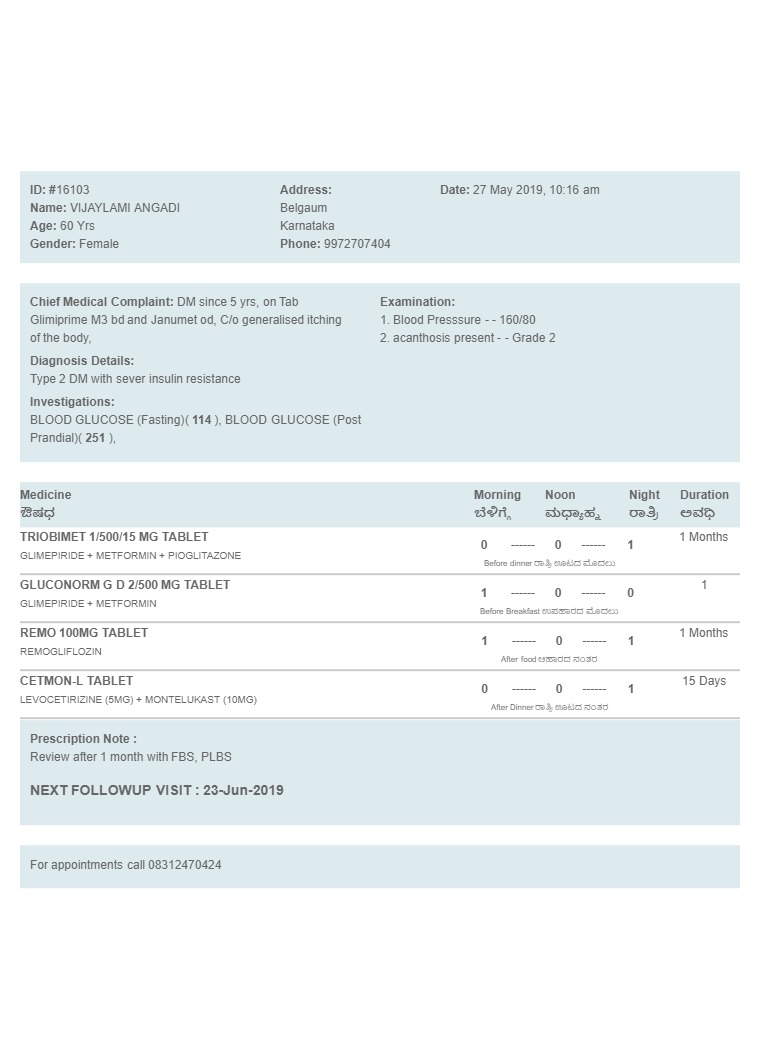 ID: #16103
Name: VIJAYLAMI ANGADI
Age: 60 Yrs
Gender: Female
Address:
Belgaum
Karnataka
Phone: 9972707404
Date: 27 May 2019, 10:16 am
Chief Medical Complaint: DM since 5 yrs, on Tab
Glimiprime M3 bd and Janumet od, C/o generalised itching
of the body,
Diagnosis Details:
Type 2 DM with sever insulin resistance
Investigations:
BLOOD GLUCOSE (Fasting)( 114 ), BLOOD GLUCOSE (Post
Prandial)( 251 ),
Examination:
1. Blood Presssure - - 160/80
2. acanthosis present - - Grade 2
Medicine Morning Noon Night Duration
ಔಷಧ ಬೆಳಿಗ್ಗೆ ಮಧ್ಯಾಹ್ನ ರಾತ್ರಿ ಅವಧಿ
TRIOBIMET 1/500/15 MG TABLET 0 ------ 0 ------ 1 1 Months
GLIMEPIRIDE + METFORMIN + PIOGLITAZONE
Before dinner ರಾತ್ರಿ ಊಟದ ಮೊದಲು
GLUCONORM G D 2/500 MG TABLET 1 ------ 0 ------ 0 1
GLIMEPIRIDE + METFORMIN
Before Breakfast ಉಪಹಾರದ ಮೊದಲು
REMO 100MG TABLET 1 ------ 0 ------ 1 1 Months
REMOGLIFLOZIN
After food ಆಹಾರದ ನಂತರ
CETMON-L TABLET 0 ------ 0 ------ 1 15 Days
LEVOCETIRIZINE (5MG) + MONTELUKAST (10MG)
After Dinner ರಾತ್ರಿ ಊಟದ ನಂತರ
Prescription Note :
Review after 1 month with FBS, PLBS
NEXT FOLLOWUP VISIT : 23-Jun-2019
For appointments call 08312470424